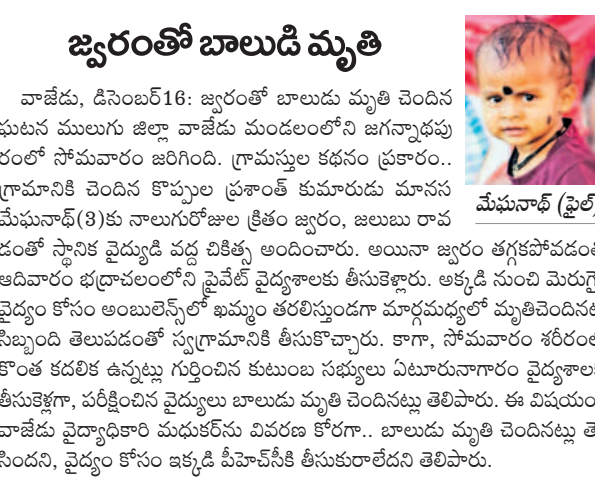 జ్వరంతో బాలుడి మృతి
వాజేడు, డిసెంబర్16: జ్వరంతో బాలుడు మృతి చెందిన
ఘటన ములుగు జిల్లా వాజేడు మండలంలోని జగన్నాథపు
రంలో సోమవారం జరిగింది. గ్రామస్తుల కథనం ప్రకారం..
గ్రామానికి చెందిన కొప్పుల ప్రశాంత్ కుమారుడు మానస
మేఘనాథ్(3)కు నాలుగురోజుల క్రితం జ్వరం, జలుబు రావ
డంతో స్థానిక వైద్యుడి వద్ద చికిత్స అందించారు. అయినా జ్వరం తగ్గకపోవడంతో
ఆదివారం భద్రాచలంలోని ప్రైవేట్ వైద్యశాలకు తీసుకెళ్లారు. అక్కడి నుంచి మెరుగై
వైద్యం కోసం అంబులెన్స్‌లో ఖమ్మం తరలిస్తుండగా మార్గమధ్యలో మృతిచెందినట
సిబ్బంది తెలుపడంతో స్వగ్రామానికి తీసుకొచ్చారు. కాగా, సోమవారం శరీరంలో
కొంత కదలిక ఉన్నట్లు గుర్తించిన కుటుంబ సభ్యులు ఏటూరునాగారం వైద్యశాలక
తీసుకెళ్లగా, పరీక్షించిన వైద్యులు బాలుడు మృతి చెందినట్లు తెలిపారు. ఈ విషయం
వాజేడు వైద్యాధికారి మధుకర్‌ను వివరణ కోరగా.. బాలుడు మృతి చెందినట్లు తె
సిందని, వైద్యం కోసం ఇక్కడి పీహెచ్‌సీకి తీసుకురాలేదని తెలిపారు.
మేఘనాథ్ (ఫైల్)